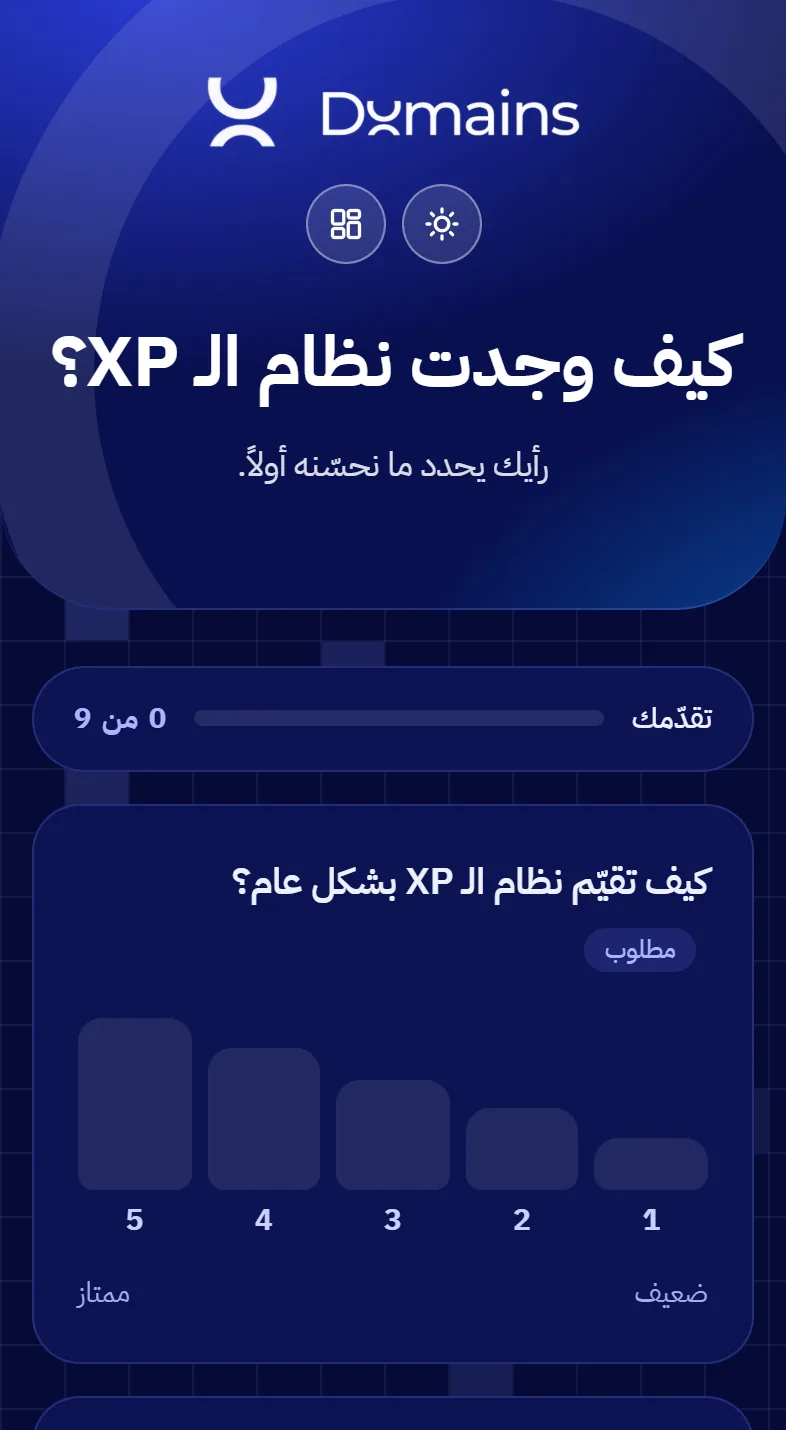 Domains
كيف وجدت نظام الـ XP؟
رأيك يحدد ما نحسّنه أولاً.
تقدّمك
0 من 9
كيف تقيّم نظام الـ XP بشكل عام؟
مطلوب
1 2 3 4 5
ضعيف ممتاز